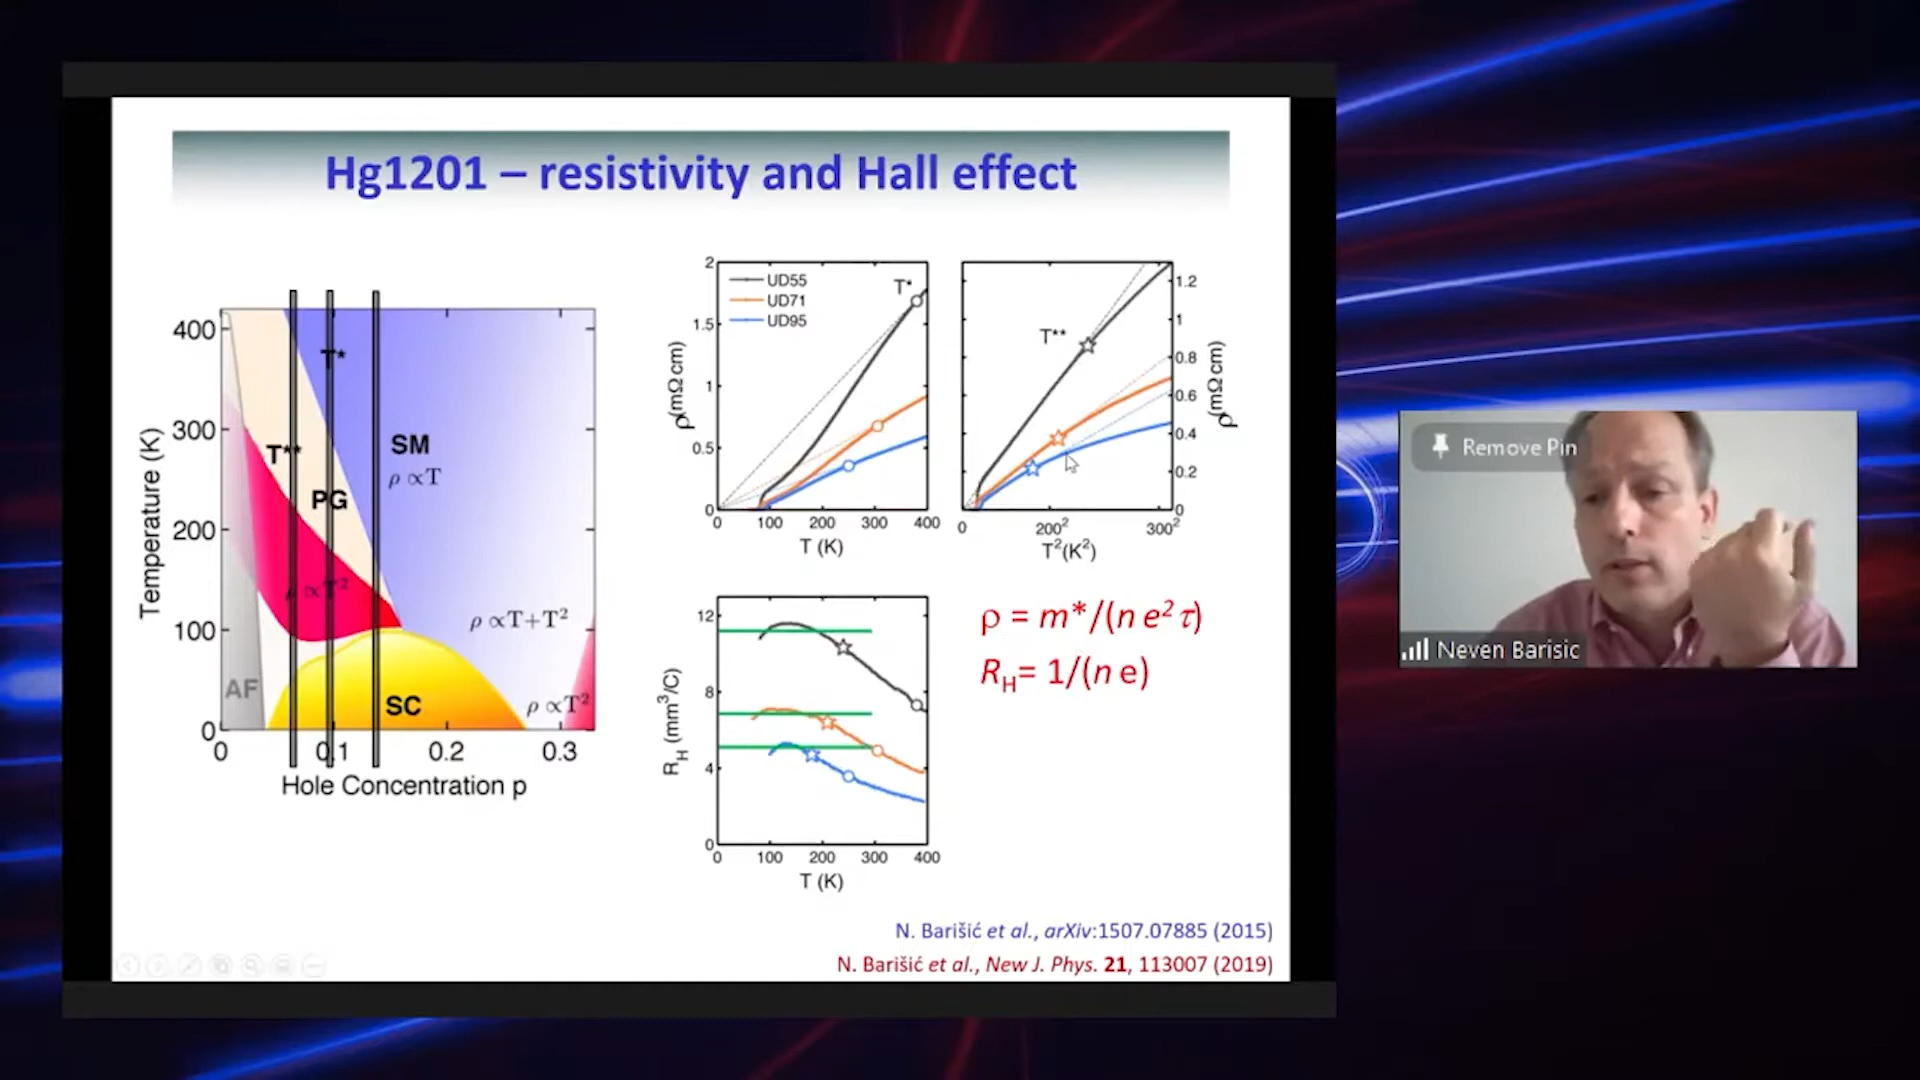 Hg1201 – resistivity and Hall effect
400
300
200
100
0
Temperature (K)
T*
T**
PG
SM
ρ ∝T
ρ ∝T²
ρ ∝T+T²
ρ ∝T²
AF
SC
0
0.1
0.2
0.3
Hole Concentration p
2
1.5
1
0.5
0
ρ(mΩcm)
UD55
UD71
UD95
T*
0 100 200 300 400
T (K)
T**
1.2
1
0.8
0.6
0.4
0.2
0
ρ(mΩcm)
0 200² 300²
T²(K²)
12
8
4
0
R_H (mm³/C)
0 100 200 300 400
T (K)
ρ = m*/(n e² τ)
R_H= 1/(n e)
N. Barišić et al., arXiv:1507.07885 (2015)
N. Barišić et al., New J. Phys. 21, 113007 (2019)
Remove Pin
Neven Barisic